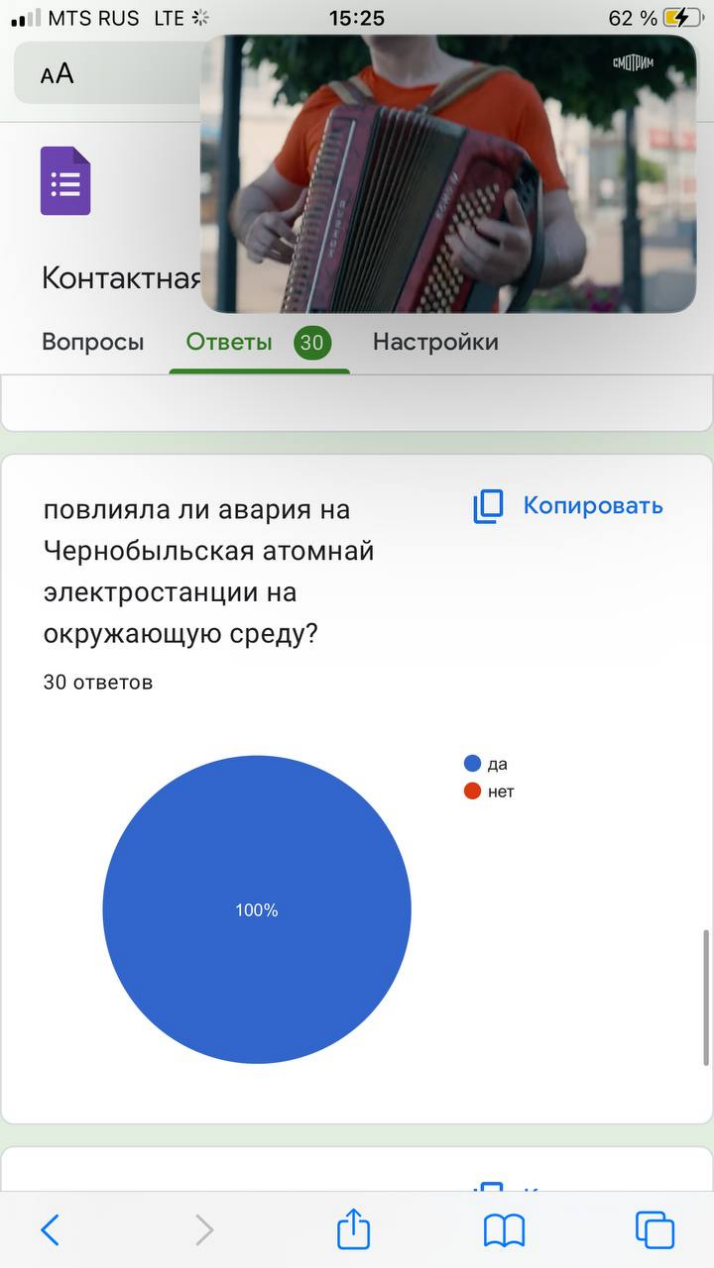 MTS RUS LTE 15:25 62 %
AA
СМОТРИМ
Контактная
Вопросы Ответы 30 Настройки
повлияла ли авария на
Чернобыльская атомнай
электростанции на
окружающую среду?
Копировать
30 ответов
да
нет
100%